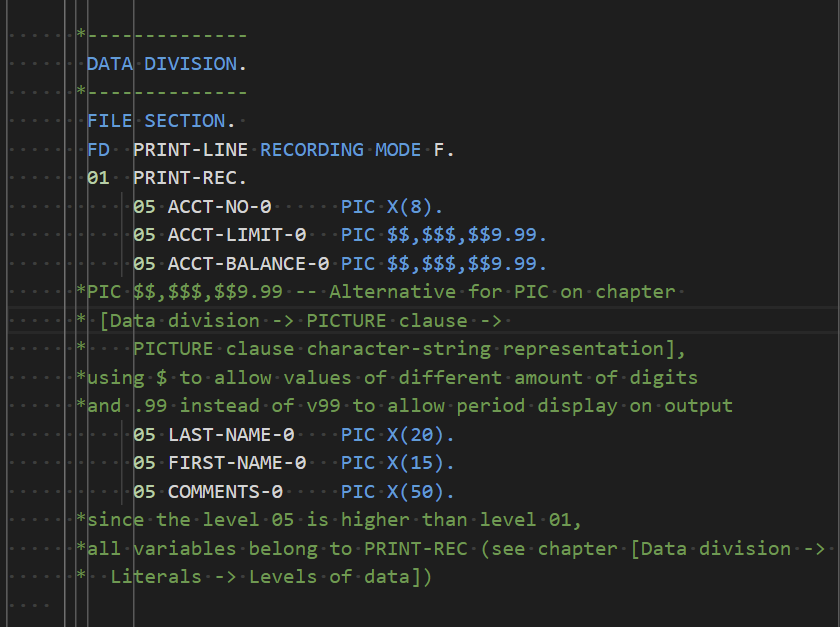 *--------------
DATA DIVISION.
*--------------
FILE SECTION.
FD  PRINT-LINE RECORDING MODE F.
01  PRINT-REC.
    05 ACCT-NO-0      PIC X(8).
    05 ACCT-LIMIT-0   PIC $$,$$$,$$9.99.
    05 ACCT-BALANCE-0 PIC $$,$$$,$$9.99.
*PIC $$,$$$,$$9.99 -- Alternative for PIC on chapter
* [Data division -> PICTURE clause ->
*    PICTURE clause character-string representation],
*using $ to allow values of different amount of digits
*and .99 instead of v99 to allow period display on output
    05 LAST-NAME-0    PIC X(20).
    05 FIRST-NAME-0   PIC X(15).
    05 COMMENTS-0     PIC X(50).
*since the level 05 is higher than level 01,
*all variables belong to PRINT-REC (see chapter [Data division ->
*  Literals -> Levels of data])